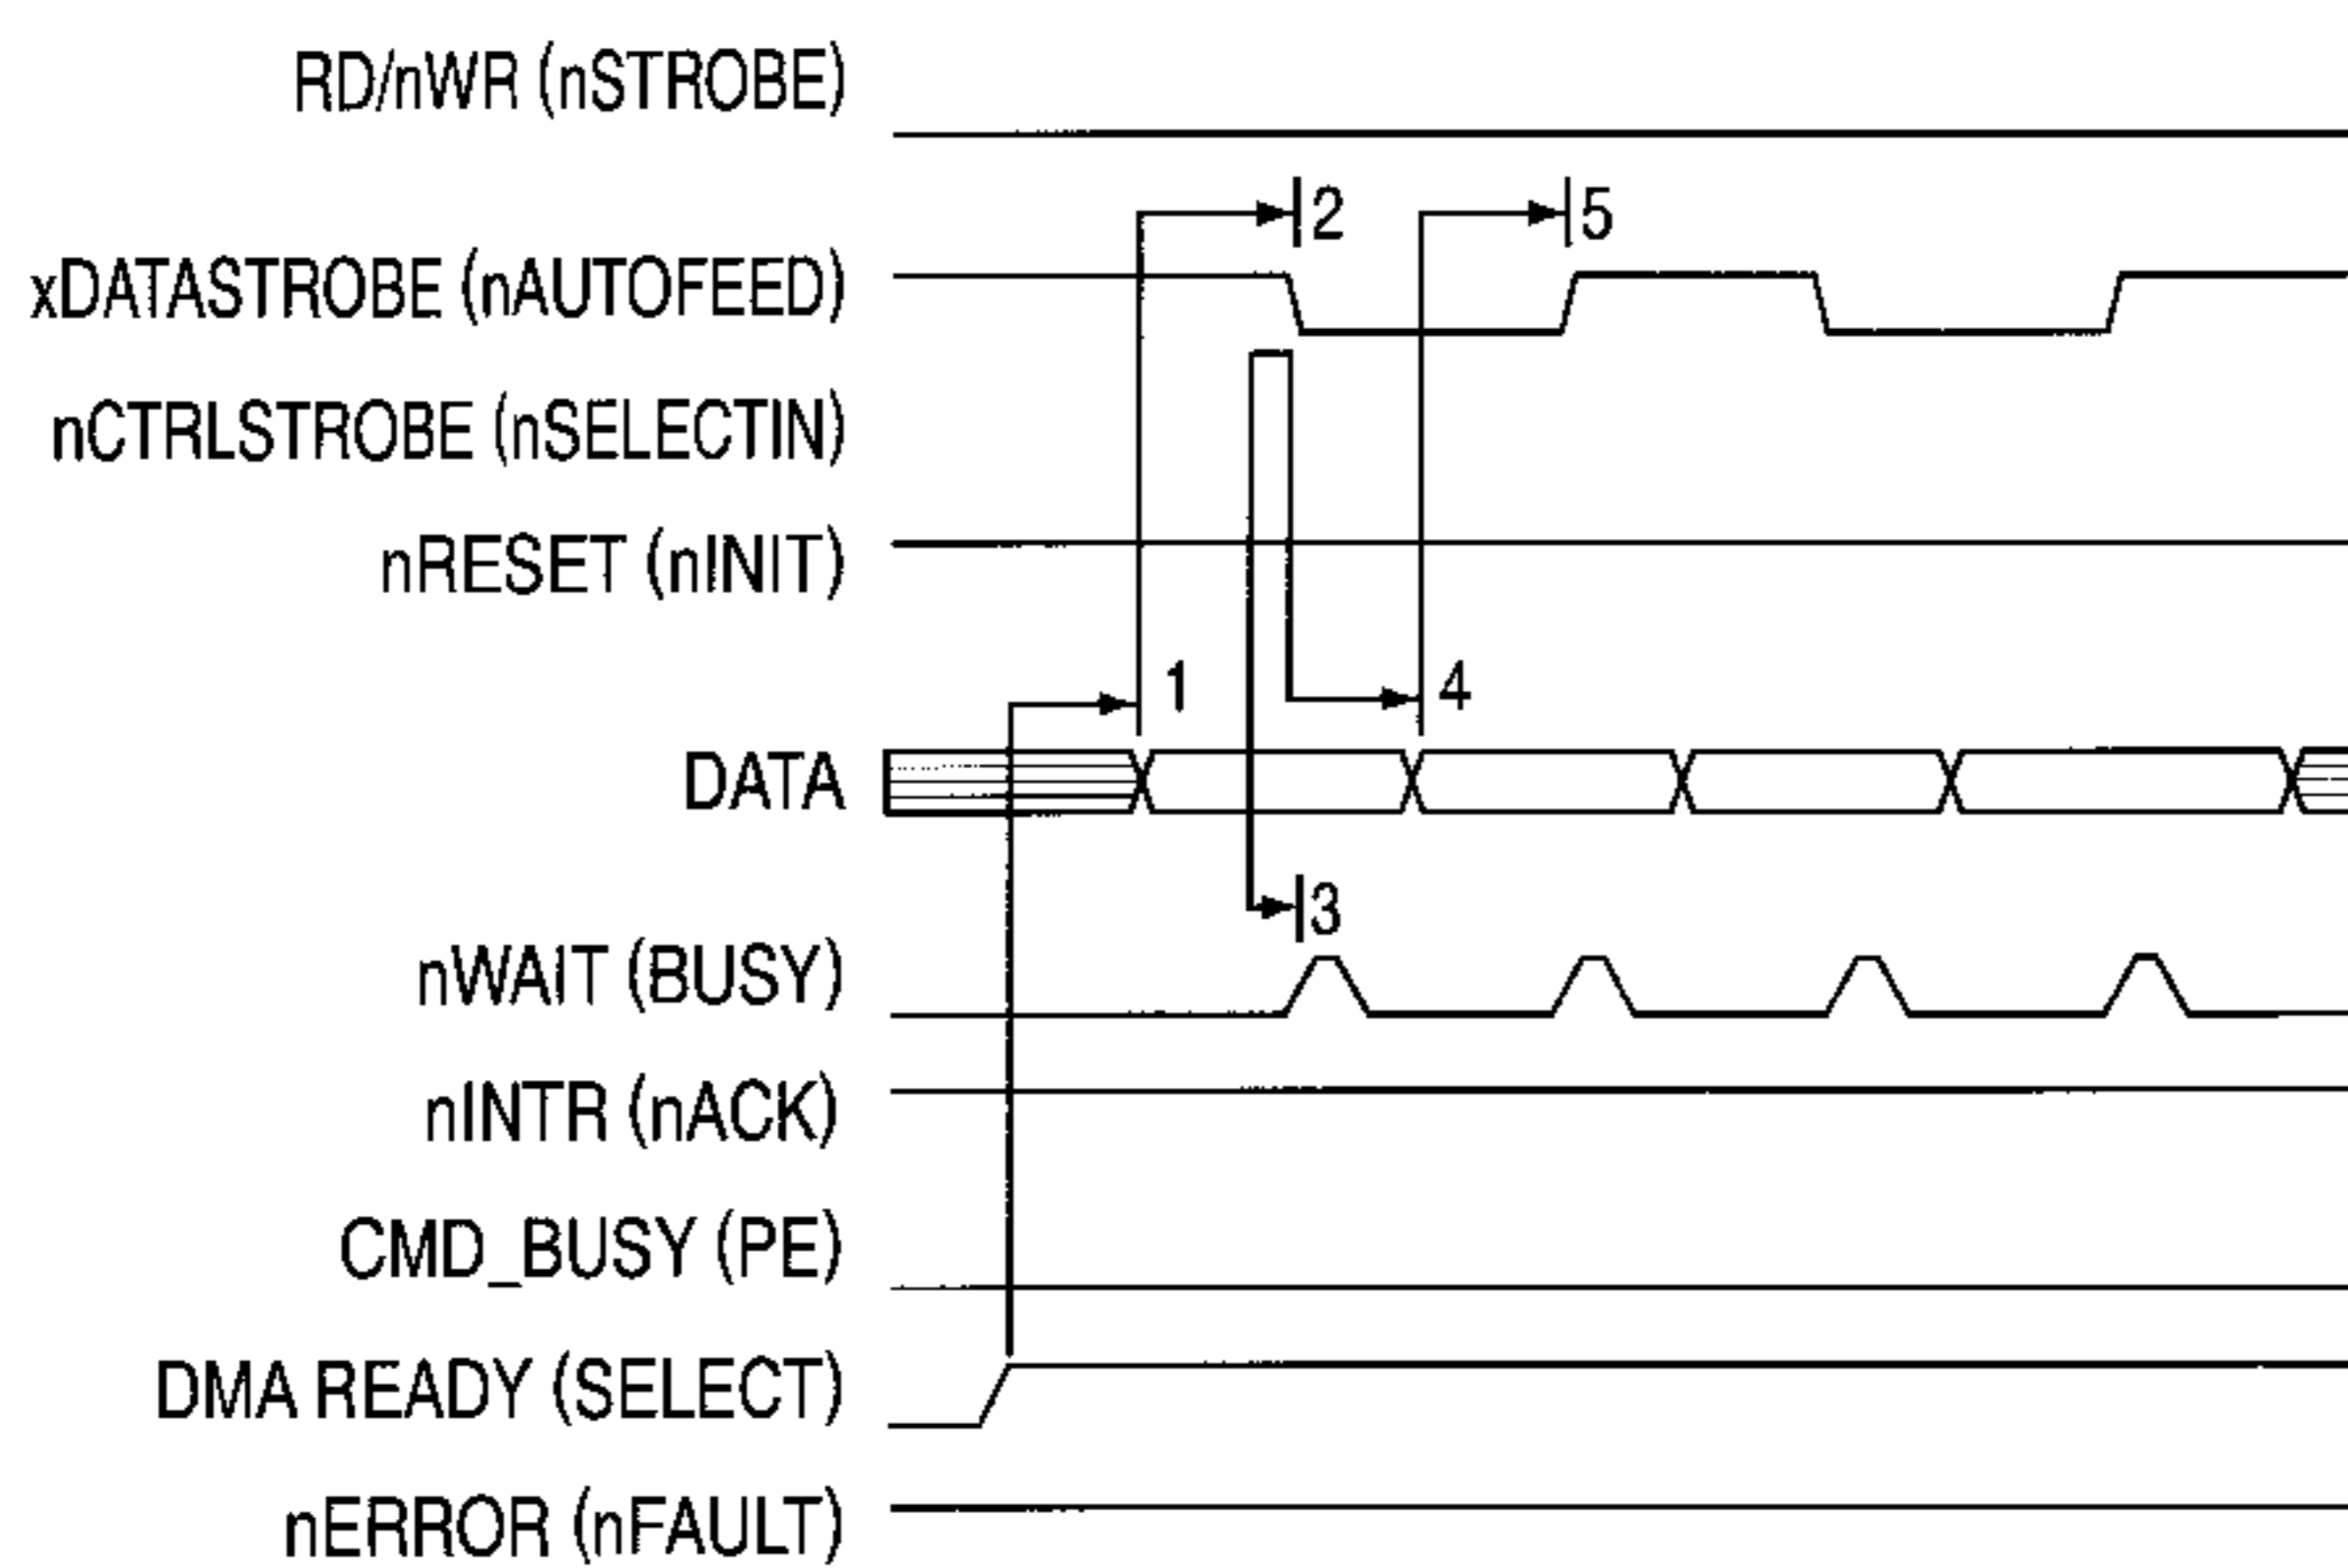 RD/nWR (nSTROBE)
2
5
xDATASTROBE (nAUTOFEED)
nCTRLSTROBE (nSELECTIN)
nRESET (nINIT)
1
4
DATA
3
nWAIT (BUSY)
nINTR (nACK)
CMD_BUSY (PE)
DMA READY (SELECT)
nERROR (nFAULT)